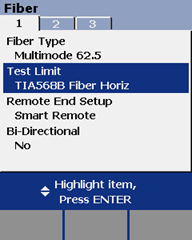 Fiber
1 2 3
Fiber Type
Multimode 62.5
Test Limit
TIA568B Fiber Horiz
Remote End Setup
Smart Remote
Bi-Directional
No
Highlight item,
Press ENTER